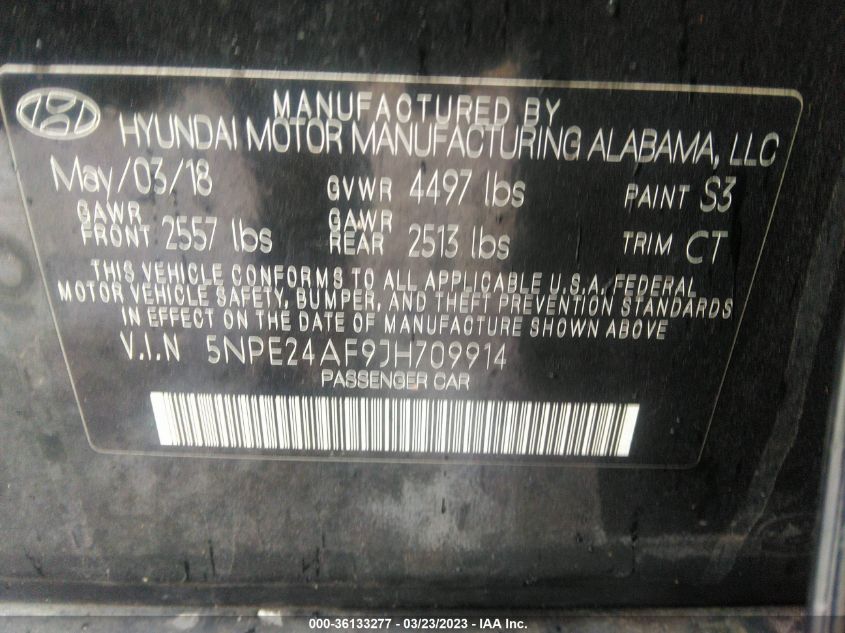 MANUFACTURED BY
HYUNDAI MOTOR MANUFACTURING ALABAMA, LLC
May/03/18 GVWR 4497 lbs PAINT S3
GAWR FRONT 2557 lbs GAWR REAR 2513 lbs TRIM CT
THIS VEHICLE CONFORMS TO ALL APPLICABLE U.S.A. FEDERAL
MOTOR VEHICLE SAFETY, BUMPER, AND THEFT PREVENTION STANDARDS
IN EFFECT ON THE DATE OF MANUFACTURE SHOWN ABOVE.
V.I.N 5NPE24AF9JH709914
PASSENGER CAR
000-36133277 - 03/23/2023 - IAA Inc.